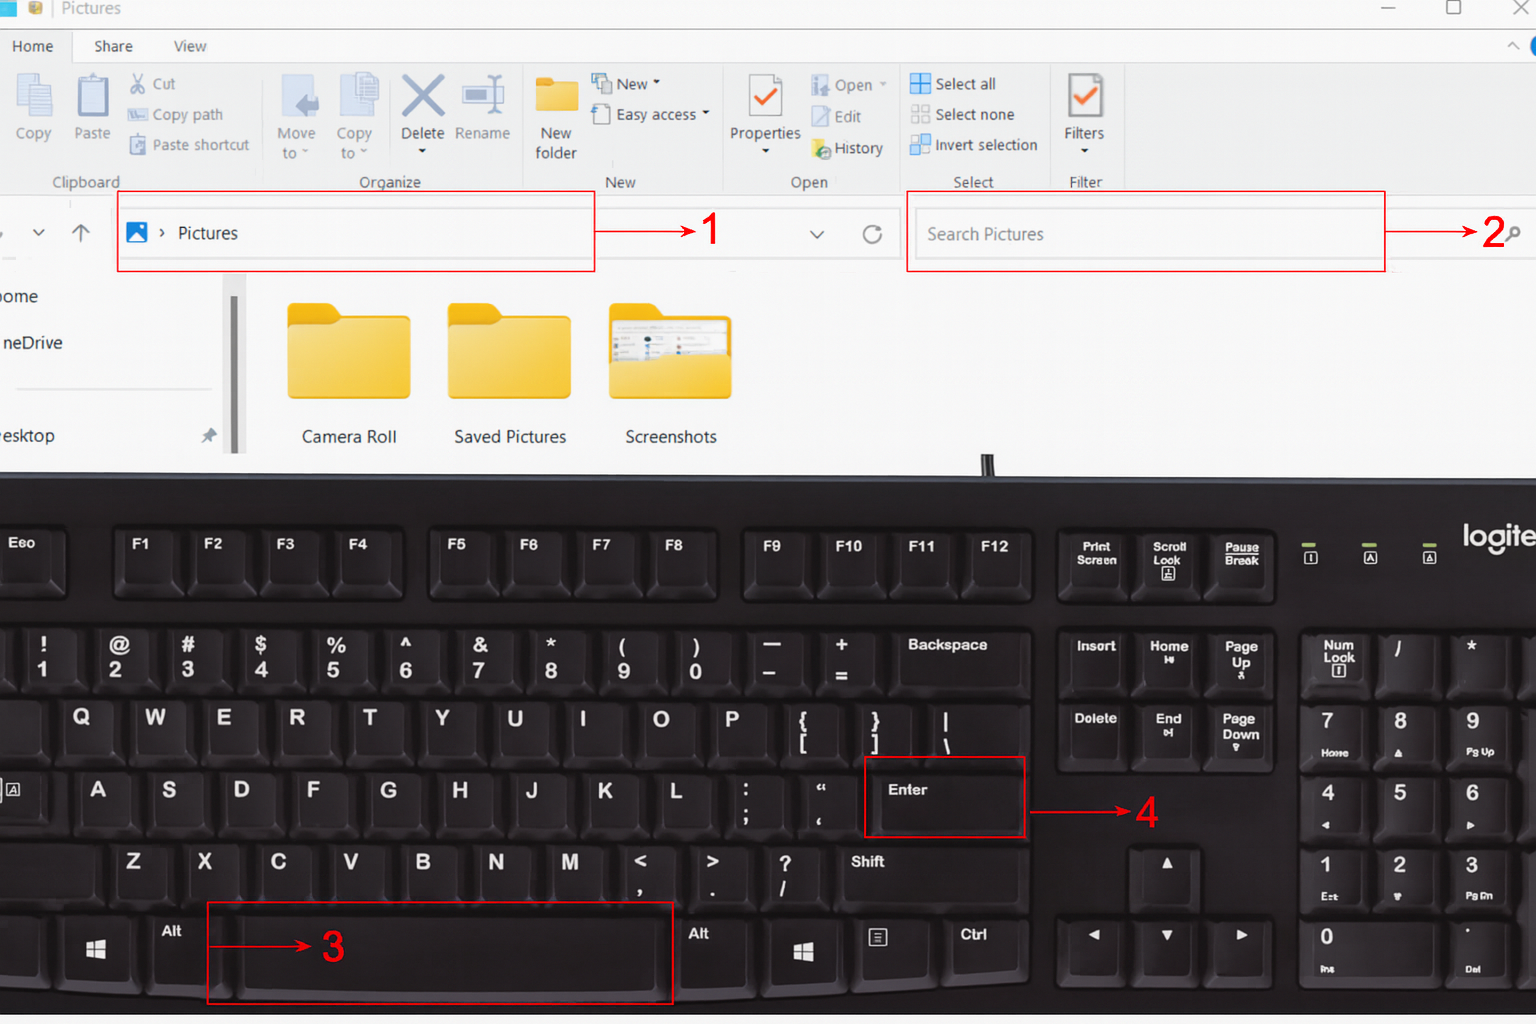 Pictures
Home Share View
Copy
Paste
Cut
Copy path
Paste shortcut
Clipboard
Move to
Copy to
Delete
Rename
Organize
New folder
New
Easy access
New
Properties
Open
Edit
History
Open
Select all
Select none
Invert selection
Select
Filters
Filter
› Pictures
1
Search Pictures
2
ome
neDrive
esktop
Camera Roll Saved Pictures Screenshots
logite
Esc F1 F2 F3 F4 F5 F6 F7 F8 F9 F10 F11 F12
Print Screen
Scroll Lock
Pause Break
! 1 @ 2 # 3 $ 4 % 5 ^ 6 & 7 * 8 ( 9 ) 0 — – + = Backspace
Insert Home Page Up
Num Lock / *
Q W E R T Y U I O P { [ } ] | \
Delete End Page Down
7 Home 8 9 Pg Up
A S D F G H J K L : ; “ ‘ Enter
4
4 5 6
Z X C V B N M < , > . ? / Shift
1 End 2 3 Pg Dn
Alt
3
Alt Ctrl
0 Ins . Del